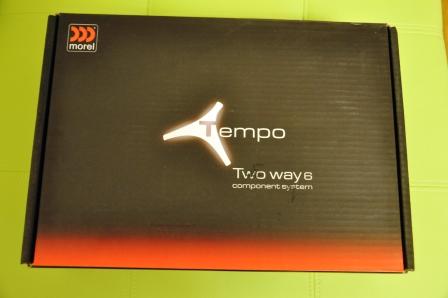 morel
Tempo
Two way 6
component system